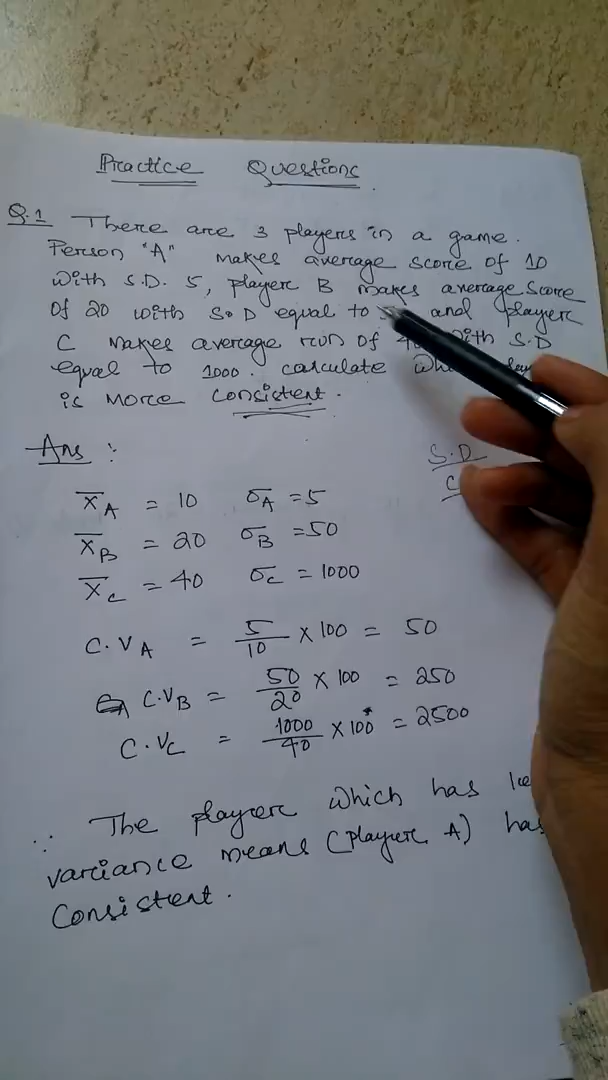 Practice Questions
Q.1 There are 3 players in a game.
Person "A" makes average score of 10
with S.D. 5, player B makes average score
of 20 with S.D equal to and player
C makes average run of with S.D
equal to 1000. calculate
is more consistent.
Ans :
S.D
X̄A = 10 σA = 5
X̄B = 20 σB = 50
X̄C = 40 σC = 1000
C.VA = 5/10 × 100 = 50
C.VB = 50/20 × 100 = 250
C.VC = 1000/40 × 100 = 2500
∴ The player which has
variance means (player A) has
consistent.